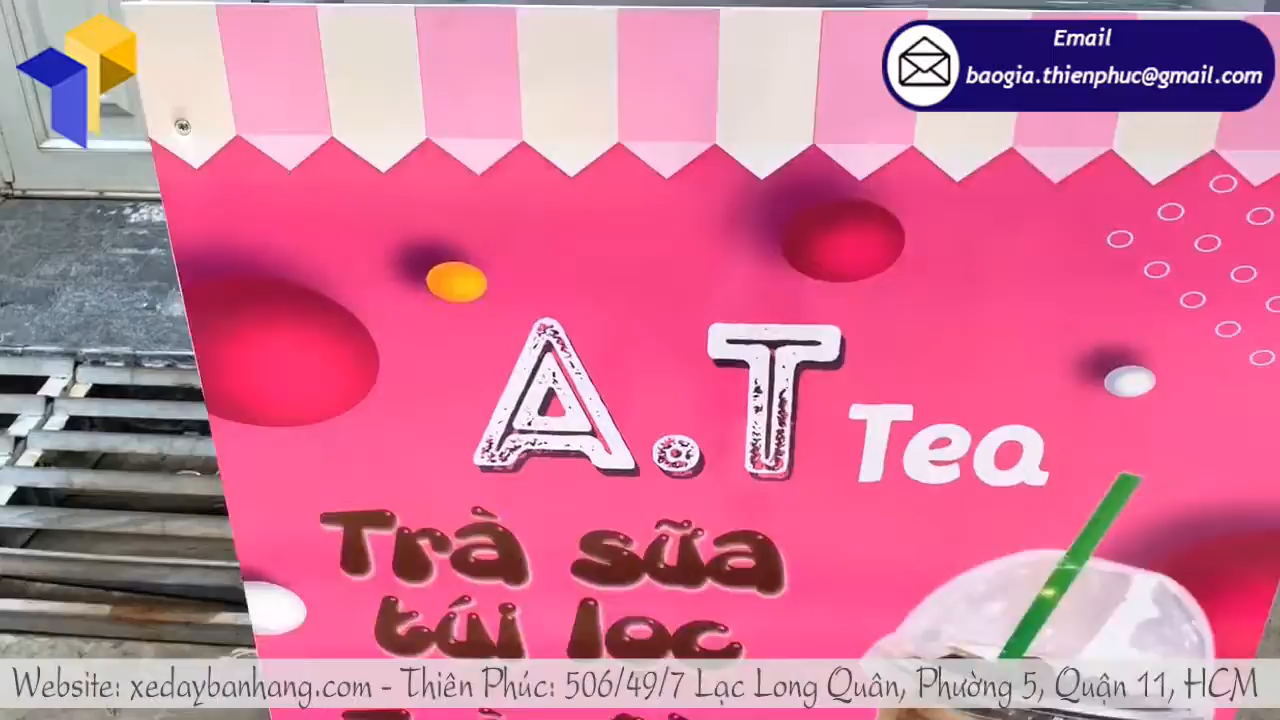 Email
baogia.thienphuc@gmail.com
A.T Tea
Trà sữa
túi lọc
Website: xedaybanhang.com - Thiên Phúc: 506/49/7 Lạc Long Quân, Phường 5, Quận 11, HCM